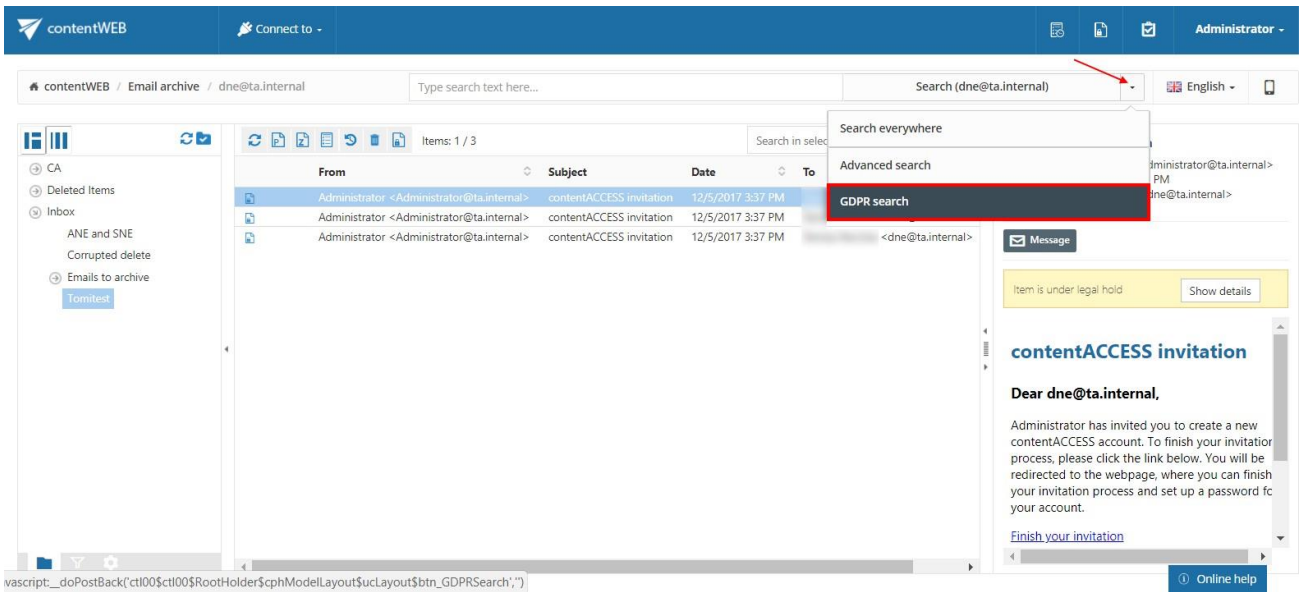 contentWEB
Connect to
Administrator
contentWEB / Email archive / dne@ta.internal
Type search text here...
Search (dne@ta.internal)
English
Search everywhere
Advanced search
GDPR search
Items: 1 / 3
Search in selec
CA
Deleted Items
Inbox
ANE and SNE
Corrupted delete
Emails to archive
Tomitest
From Subject Date To
Administrator <Administrator@ta.internal> contentACCESS invitation 12/5/2017 3:37 PM
Administrator <Administrator@ta.internal> contentACCESS invitation 12/5/2017 3:37 PM
Administrator <Administrator@ta.internal> contentACCESS invitation 12/5/2017 3:37 PM <dne@ta.internal>
dministrator@ta.internal>
PM
dne@ta.internal>
Message
Item is under legal hold
Show details
contentACCESS invitation
Dear dne@ta.internal,
Administrator has invited you to create a new
contentACCESS account. To finish your invitation
process, please click the link below. You will be
redirected to the webpage, where you can finish
your invitation process and set up a password fo
your account.
Finish your invitation
vascript:__doPostBack('ctl00$ctl00$RootHolder$cphModelLayout$ucLayout$btn_GDPRSearch','')
Online help